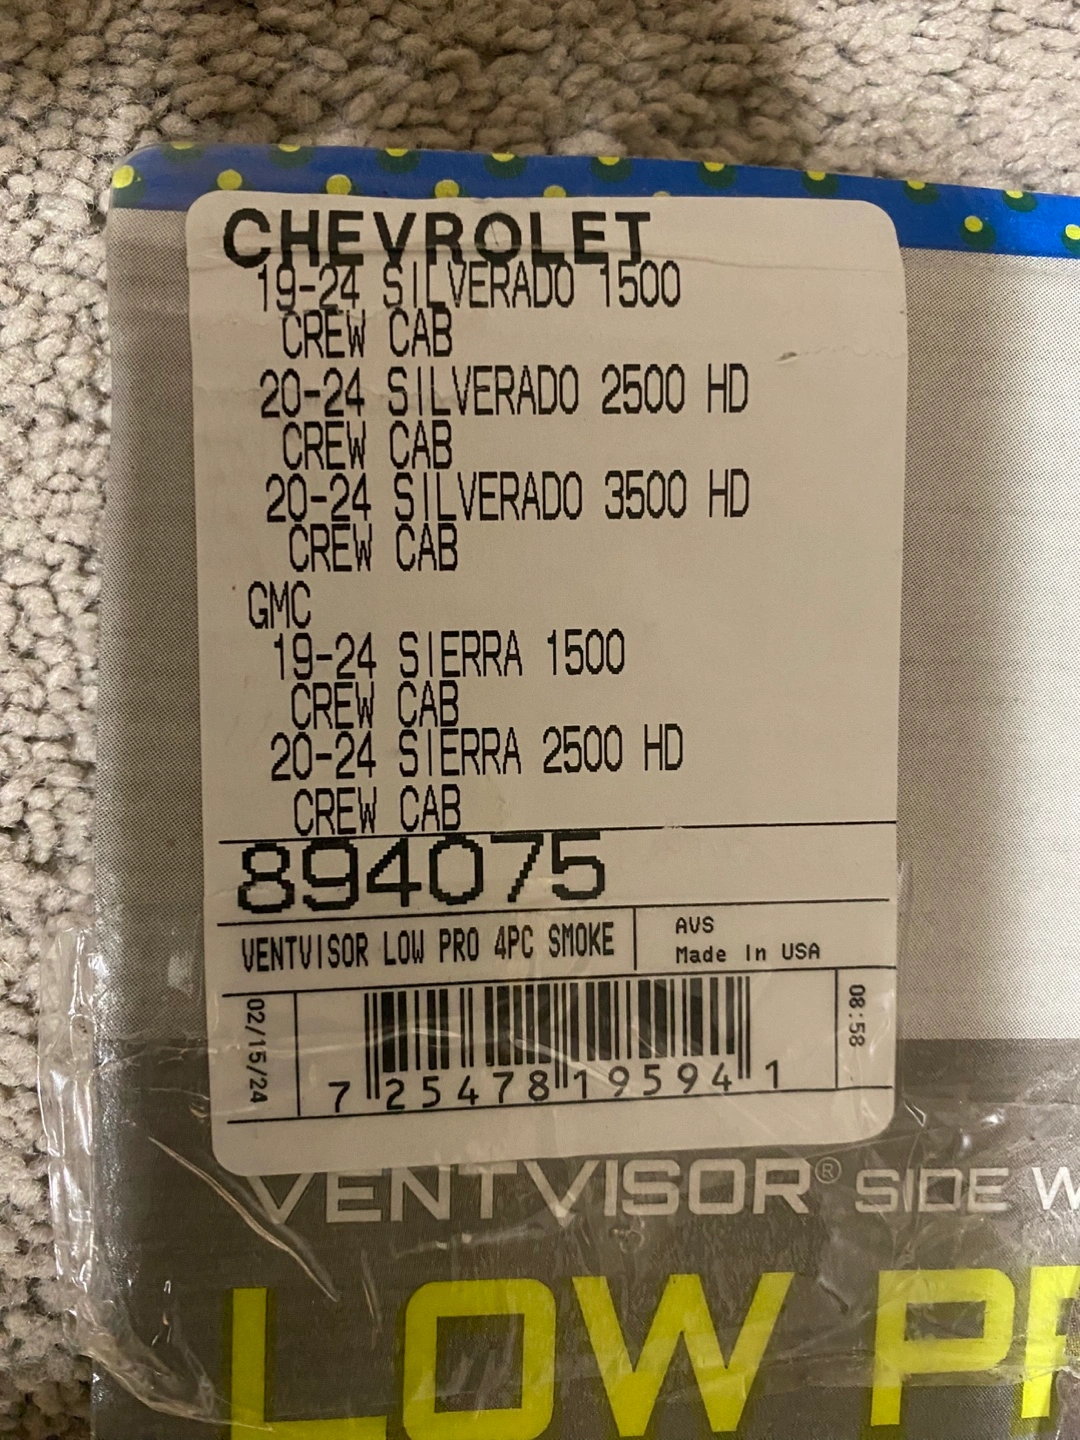 CHEVROLET
19-24 SILVERADO 1500
CREW CAB
20-24 SILVERADO 2500 HD
CREW CAB
20-24 SILVERADO 3500 HD
CREW CAB
GMC
19-24 SIERRA 1500
CREW CAB
20-24 SIERRA 2500 HD
CREW CAB
894075
VENTVISOR LOW PRO 4PC SMOKE
AVS
Made In USA
02/15/24
08:58
7 25478 19594 1
VENTVISOR® SIDE W
LOW PR